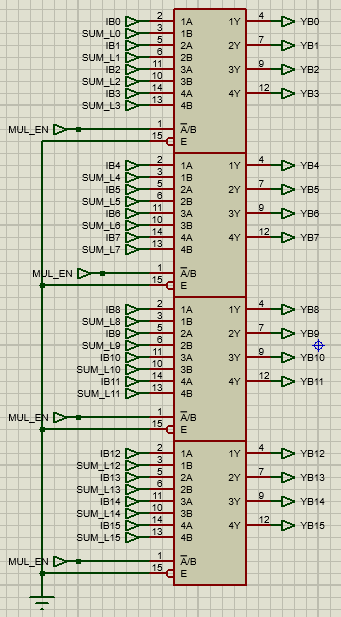 IB0 2 1A 1Y 4 YB0
SUM_L0 3 1B
IB1 5 2A 2Y 7 YB1
SUM_L1 6 2B
IB2 11 3A 3Y 9 YB2
SUM_L2 10 3B
IB3 14 4A 4Y 12 YB3
SUM_L3 13 4B
MUL_EN 1 A/B
15 E
IB4 2 1A 1Y 4 YB4
SUM_L4 3 1B
IB5 5 2A 2Y 7 YB5
SUM_L5 6 2B
IB6 11 3A 3Y 9 YB6
SUM_L6 10 3B
IB7 14 4A 4Y 12 YB7
SUM_L7 13 4B
MUL_EN 1 A/B
15 E
IB8 2 1A 1Y 4 YB8
SUM_L8 3 1B
IB9 5 2A 2Y 7 YB9
SUM_L9 6 2B
IB10 11 3A 3Y 9 YB10
SUM_L10 10 3B
IB11 14 4A 4Y 12 YB11
SUM_L11 13 4B
MUL_EN 1 A/B
15 E
IB12 2 1A 1Y 4 YB12
SUM_L12 3 1B
IB13 5 2A 2Y 7 YB13
SUM_L13 6 2B
IB14 11 3A 3Y 9 YB14
SUM_L14 10 3B
IB15 14 4A 4Y 12 YB15
SUM_L15 13 4B
MUL_EN 1 A/B
15 E